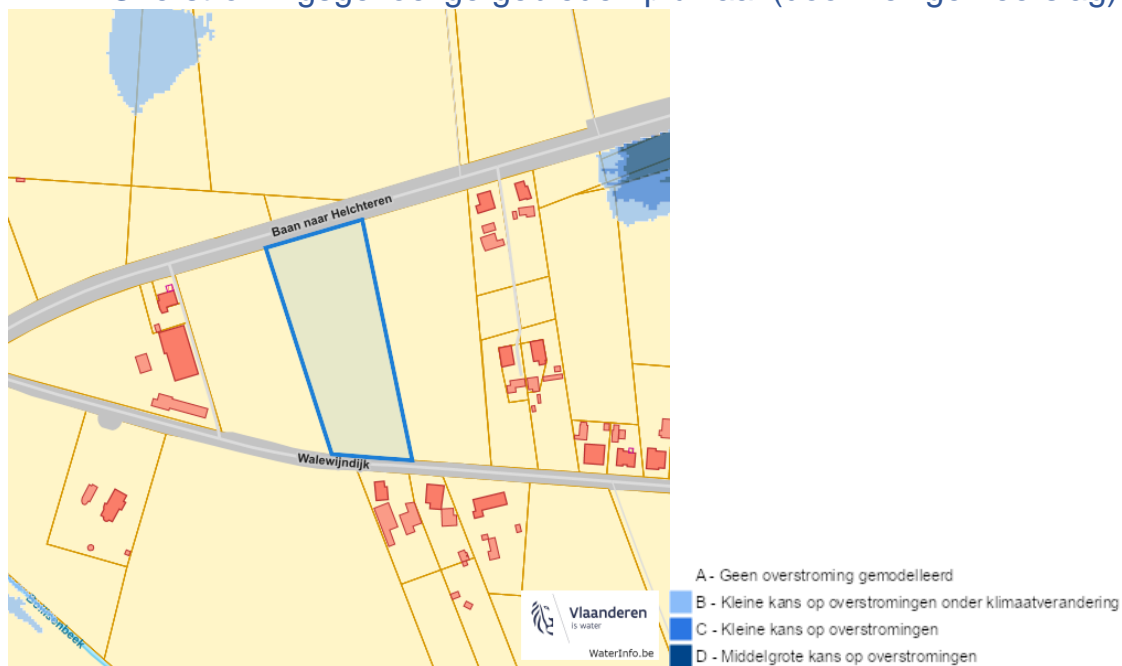 Baan naar Helchteren
Walewijndijk
Vlaanderen
is water
WaterInfo.be
A - Geen overstroming gemodelleerd
B - Kleine kans op overstromingen onder klimaatverandering
C - Kleine kans op overstromingen
D - Middelgrote kans op overstromingen